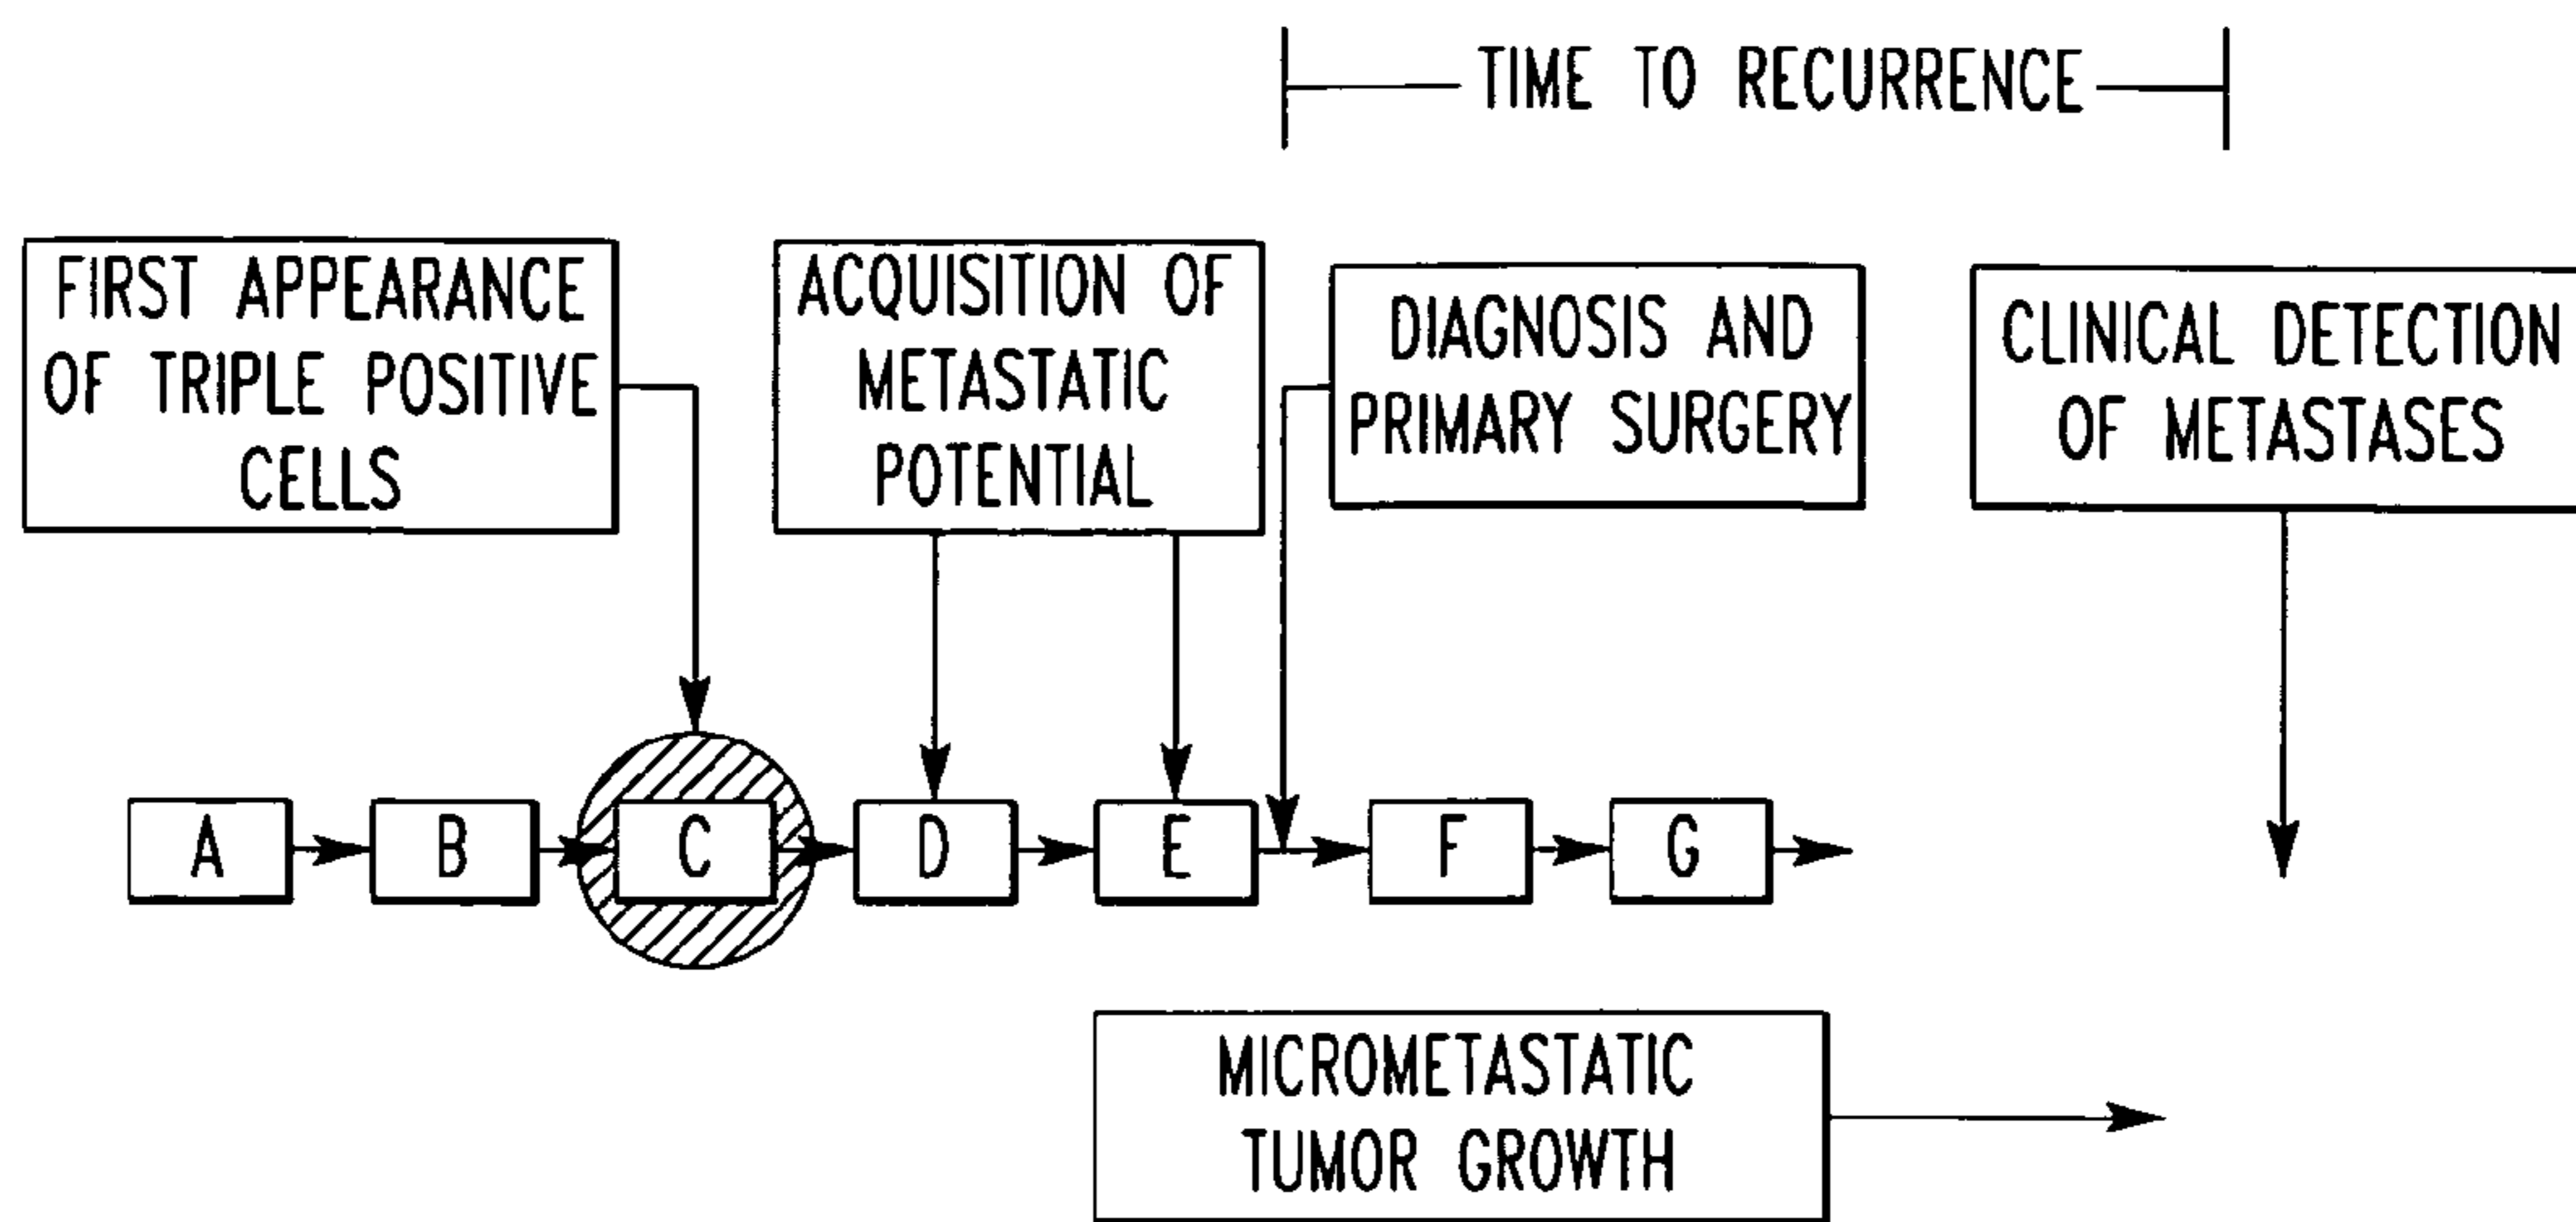 TIME TO RECURRENCE
FIRST APPEARANCE
OF TRIPLE POSITIVE
CELLS
ACQUISITION OF
METASTATIC
POTENTIAL
DIAGNOSIS AND
PRIMARY SURGERY
CLINICAL DETECTION
OF METASTASES
A
B
C
D
E
F
G
MICROMETASTATIC
TUMOR GROWTH